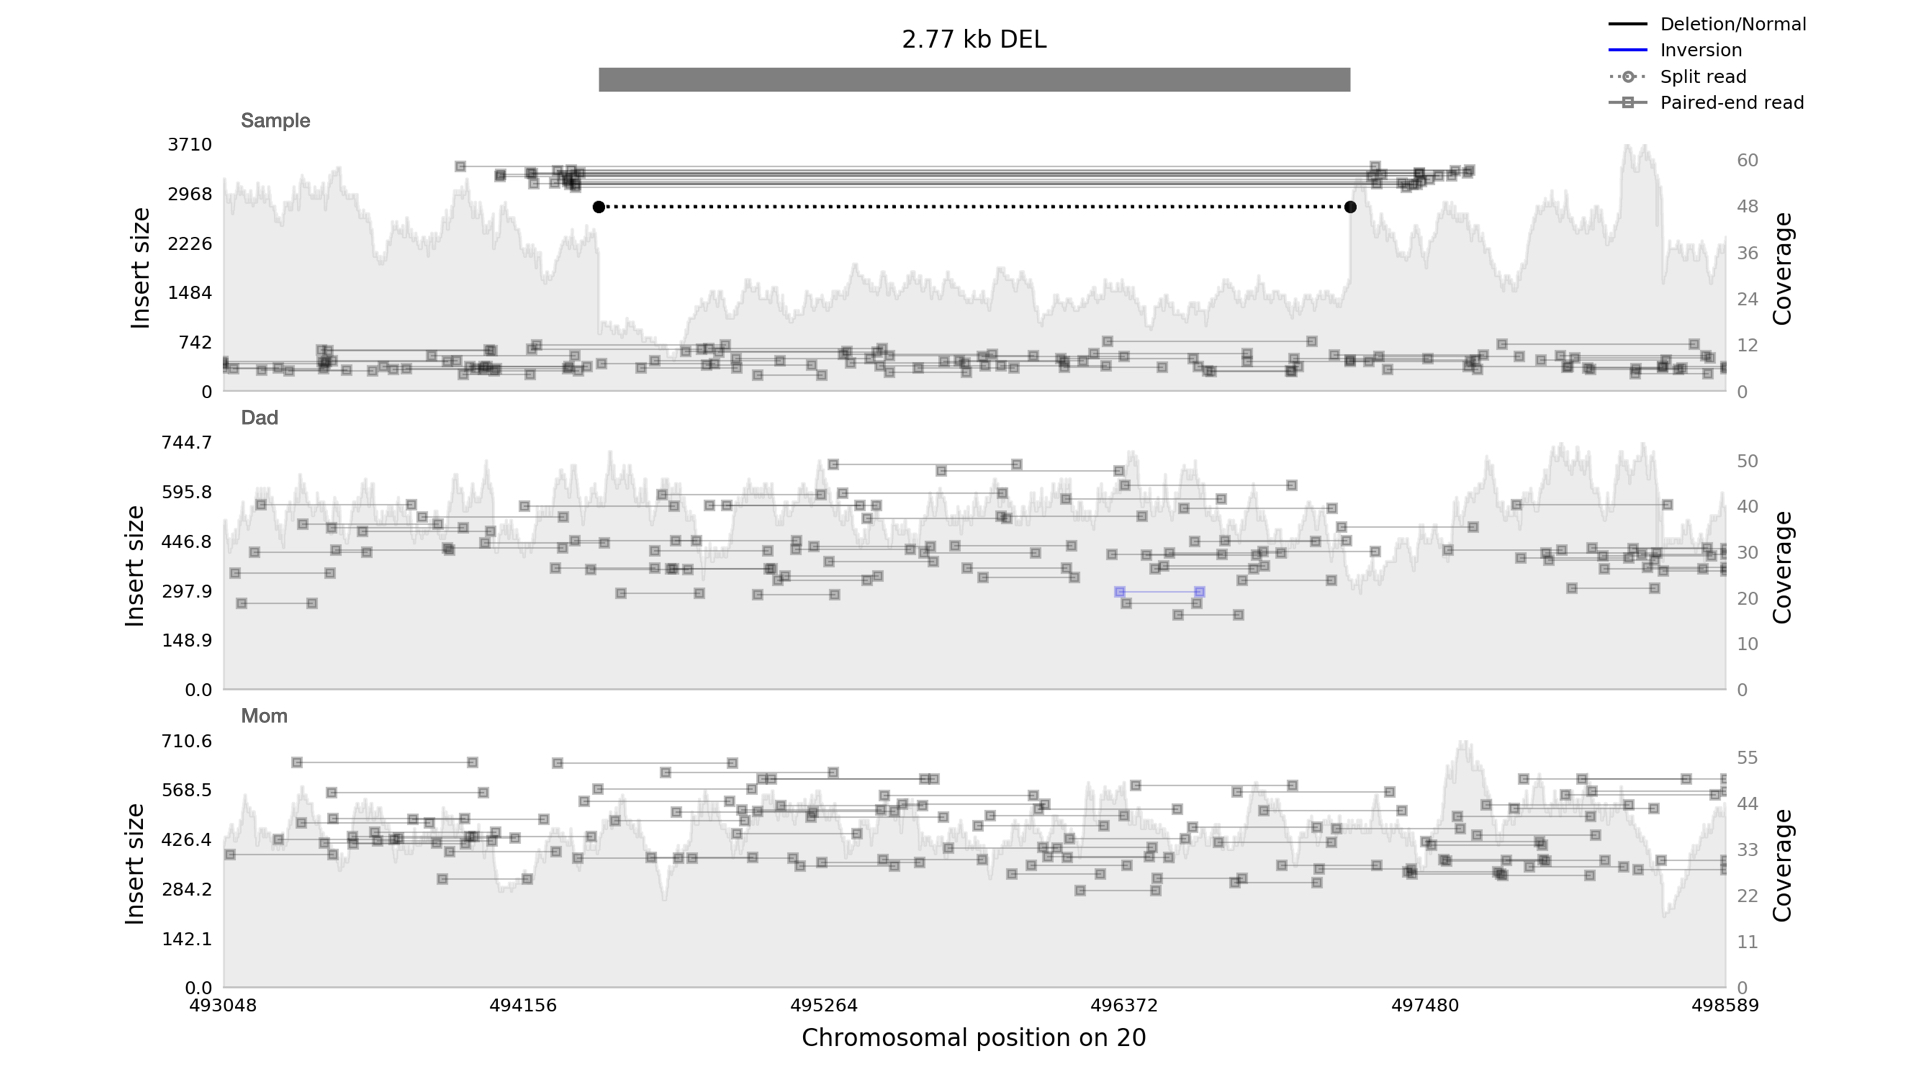 2.77 kb DEL
Deletion/Normal
Inversion
Split read
Paired-end read
Sample
3710
2968
2226
1484
742
0
Insert size
60
48
36
24
12
0
Coverage
Dad
744.7
595.8
446.8
297.9
148.9
0.0
Insert size
50
40
30
20
10
0
Coverage
Mom
710.6
568.5
426.4
284.2
142.1
0.0
Insert size
55
44
33
22
11
0
Coverage
493048 494156 495264 496372 497480 498589
Chromosomal position on 20